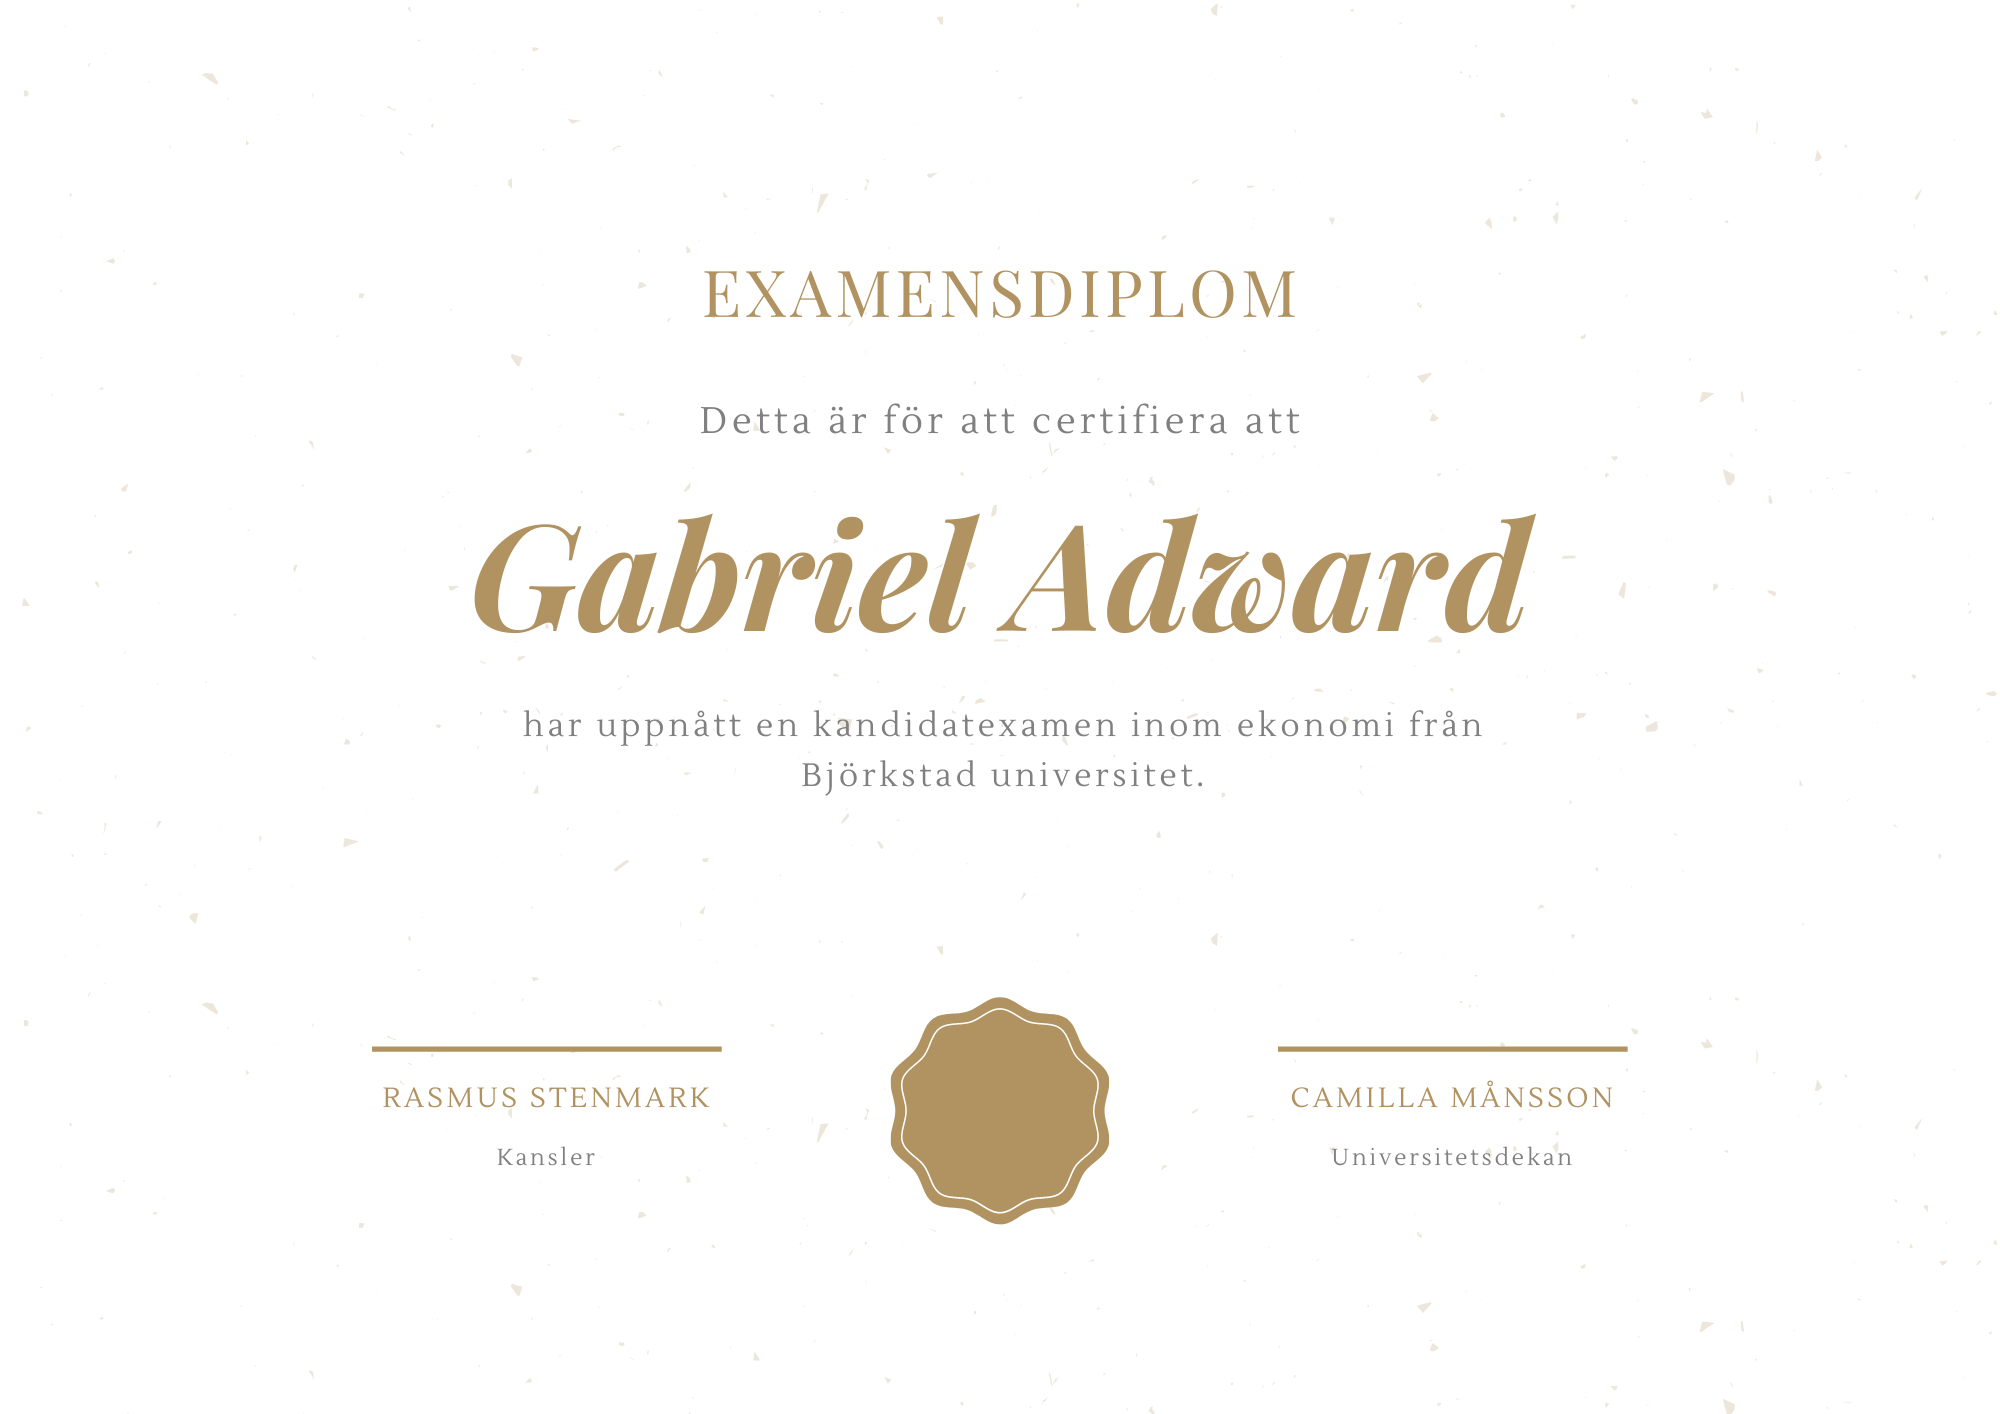 EXAMENSDIPLOM
Detta är för att certifiera att
Gabriel Adward
har uppnått en kandidatexamen inom ekonomi från
Björkstad universitet.
RASMUS STENMARK
Kansler
CAMILLA MÅNSSON
Universitetsdekan